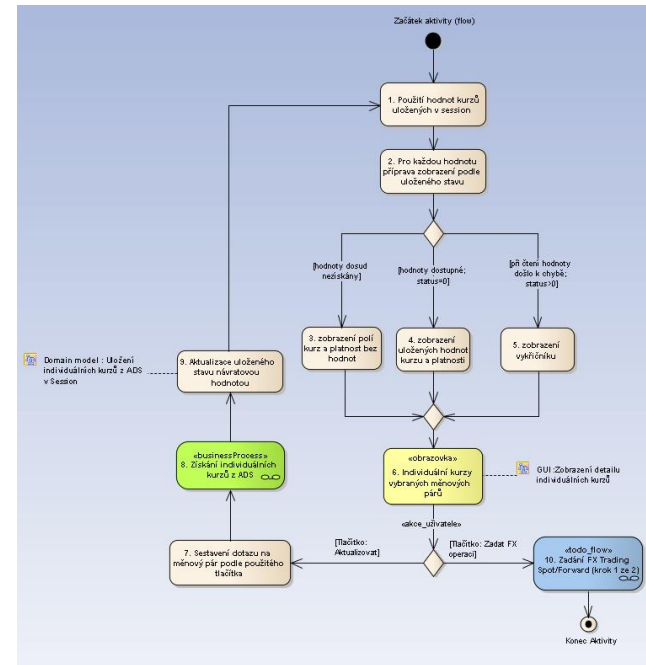 Začátek aktivity (flow)
1. Použití hodnot kurzů
uložených v session
2. Pro každou hodnotu
příprava zobrazení podle
uloženého stavu
[hodnoty dosud
nezískány]
[hodnoty dostupné;
status=0]
[při čtení hodnoty
došlo k chybě;
status>0]
3. zobrazení polí
kurz a platnost bez
hodnot
4. zobrazení
uložených hodnot
kurzu a platnosti
5. zobrazení
vykřičníku
Domain model : Uložení
individuálních kurzů z ADS
v Session
9. Aktualizace uloženého
stavu návratovou
hodnotou
«businessProcess»
8. Získání individuálních
kurzů z ADS
«obrazovka»
6. Individuální kurzy
vybraných měnových
párů
GUI :Zobrazení detailu
individuálních kurzů
«akce_uživatele»
[Tlačítko:
Aktualizovat]
[Tlačítko: Zadat FX
operaci]
7. Sestavení dotazu na
měnový pár podle použitého
tlačítka
«todo_flow»
10. Zadání FX Trading
Spot/Forward (krok 1 ze 2)
Konec Aktivity